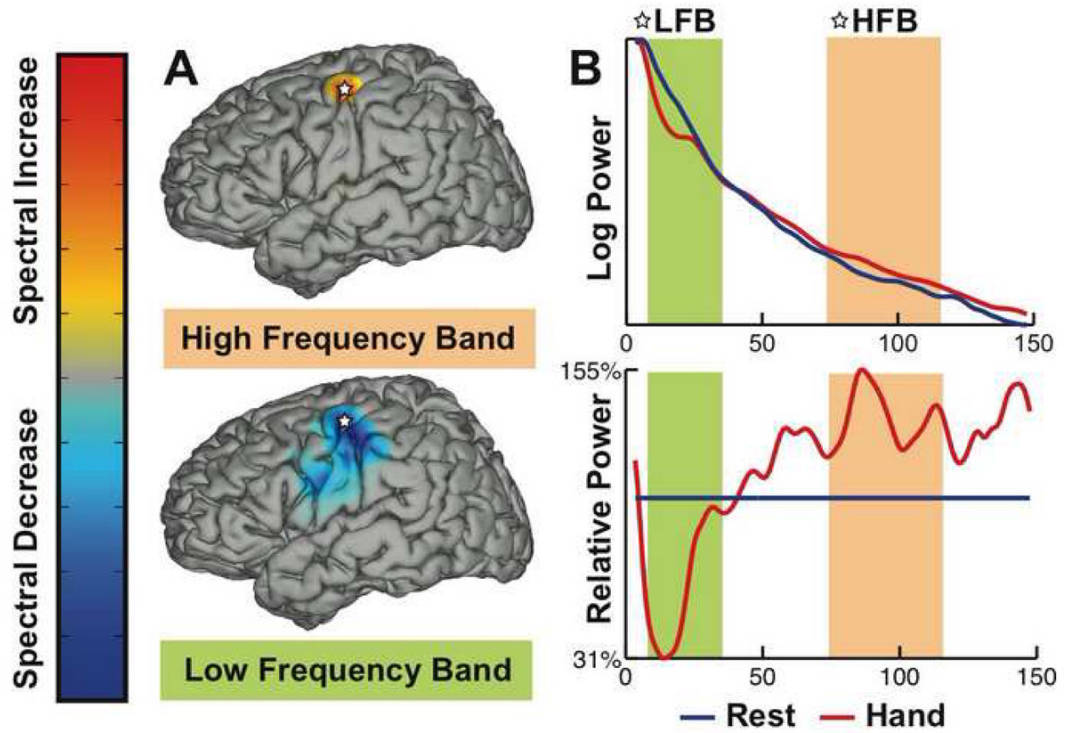 Spectral Increase
Spectral Decrease
A
High Frequency Band
Low Frequency Band
B
☆LFB
☆HFB
Log Power
0
50
100
150
155%
Relative Power
31%
0
50
100
150
Rest
Hand